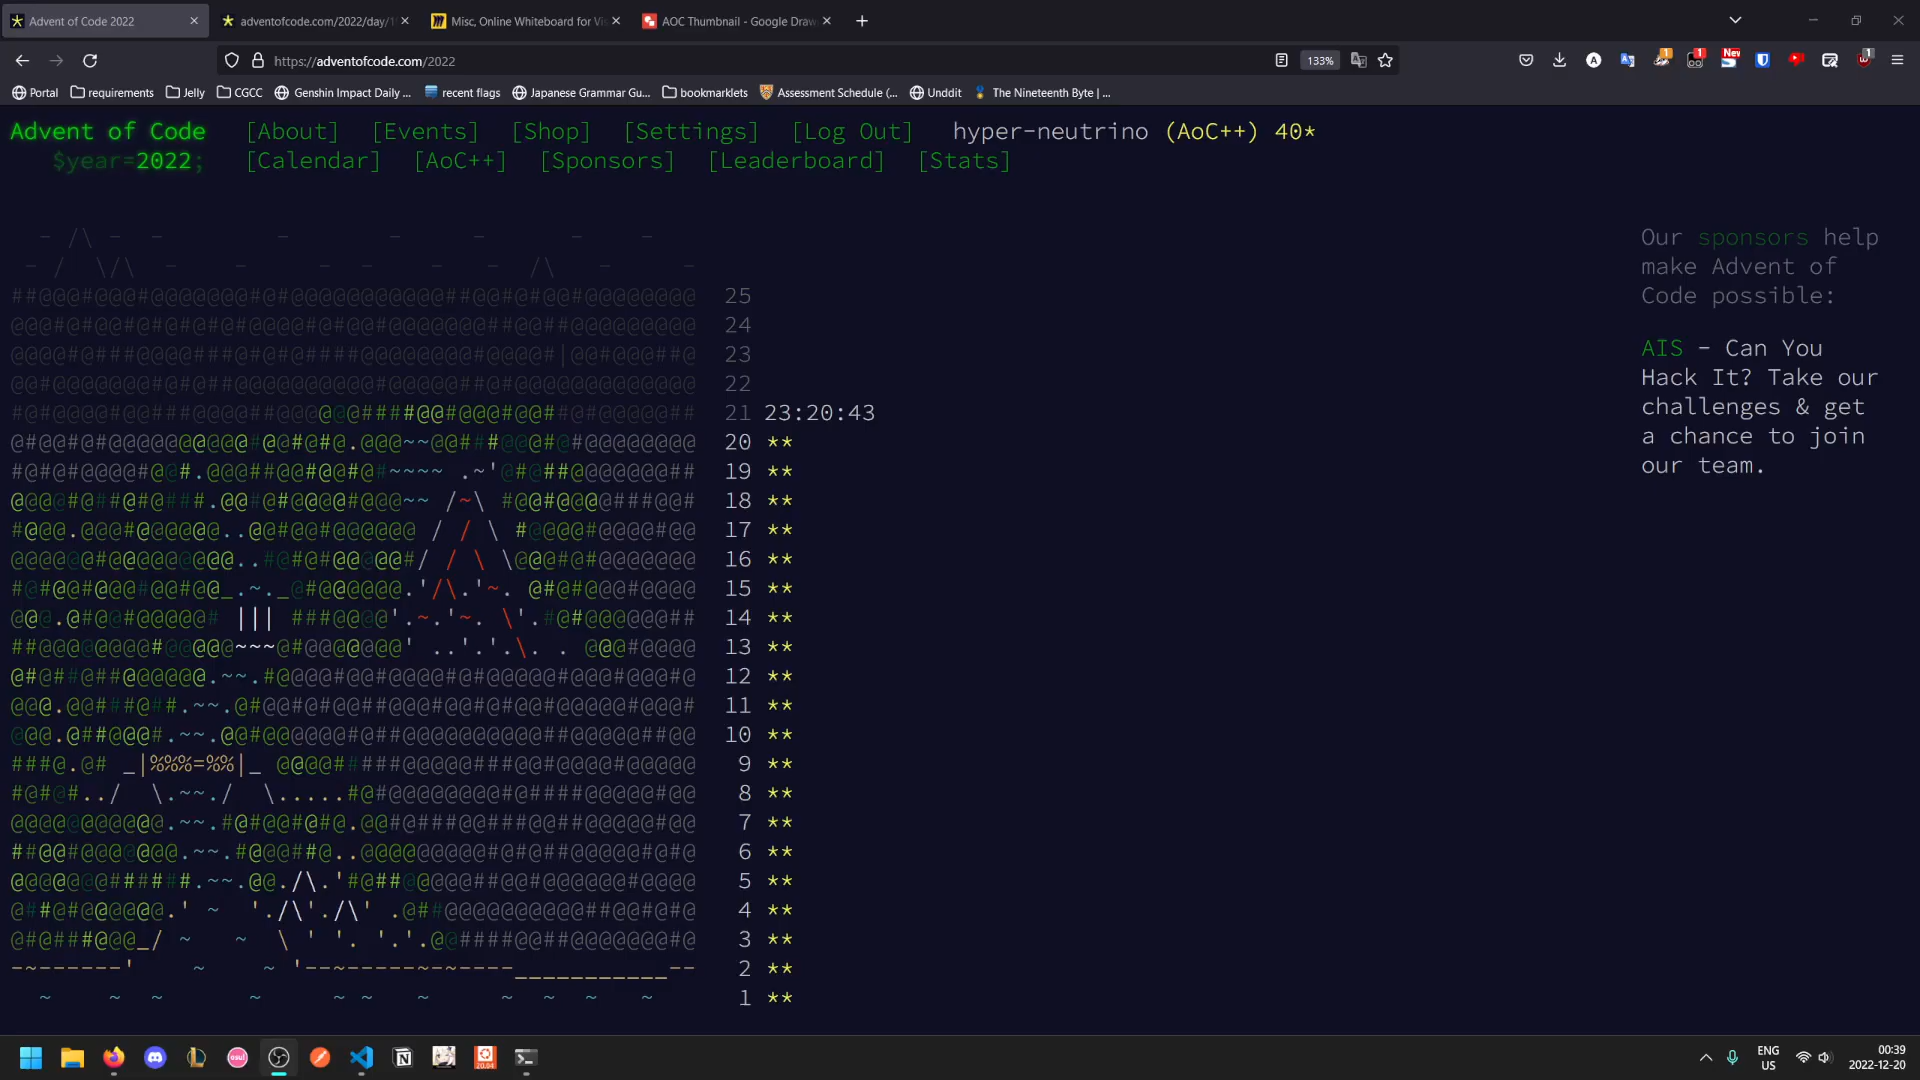 Advent of Code 2022
adventofcode.com/2022/day/1
Misc, Online Whiteboard for Vis
AOC Thumbnail - Google Draw
https://adventofcode.com/2022
133%
Portal
requirements
Jelly
CGCC
Genshin Impact Daily ...
recent flags
Japanese Grammar Gu...
bookmarklets
Assessment Schedule (...
Unddit
The Nineteenth Byte | ...
Advent of Code [About] [Events] [Shop] [Settings] [Log Out] hyper-neutrino (AoC++) 40*
$year=2022; [Calendar] [AoC++] [Sponsors] [Leaderboard] [Stats]
25
24
23
22
21 23:20:43
20 **
19 **
18 **
17 **
16 **
15 **
14 **
13 **
12 **
11 **
10 **
9 **
8 **
7 **
6 **
5 **
4 **
3 **
2 **
1 **
Our sponsors help
make Advent of
Code possible:
AIS - Can You
Hack It? Take our
challenges & get
a chance to join
our team.
ENG
US
00:39
2022-12-20